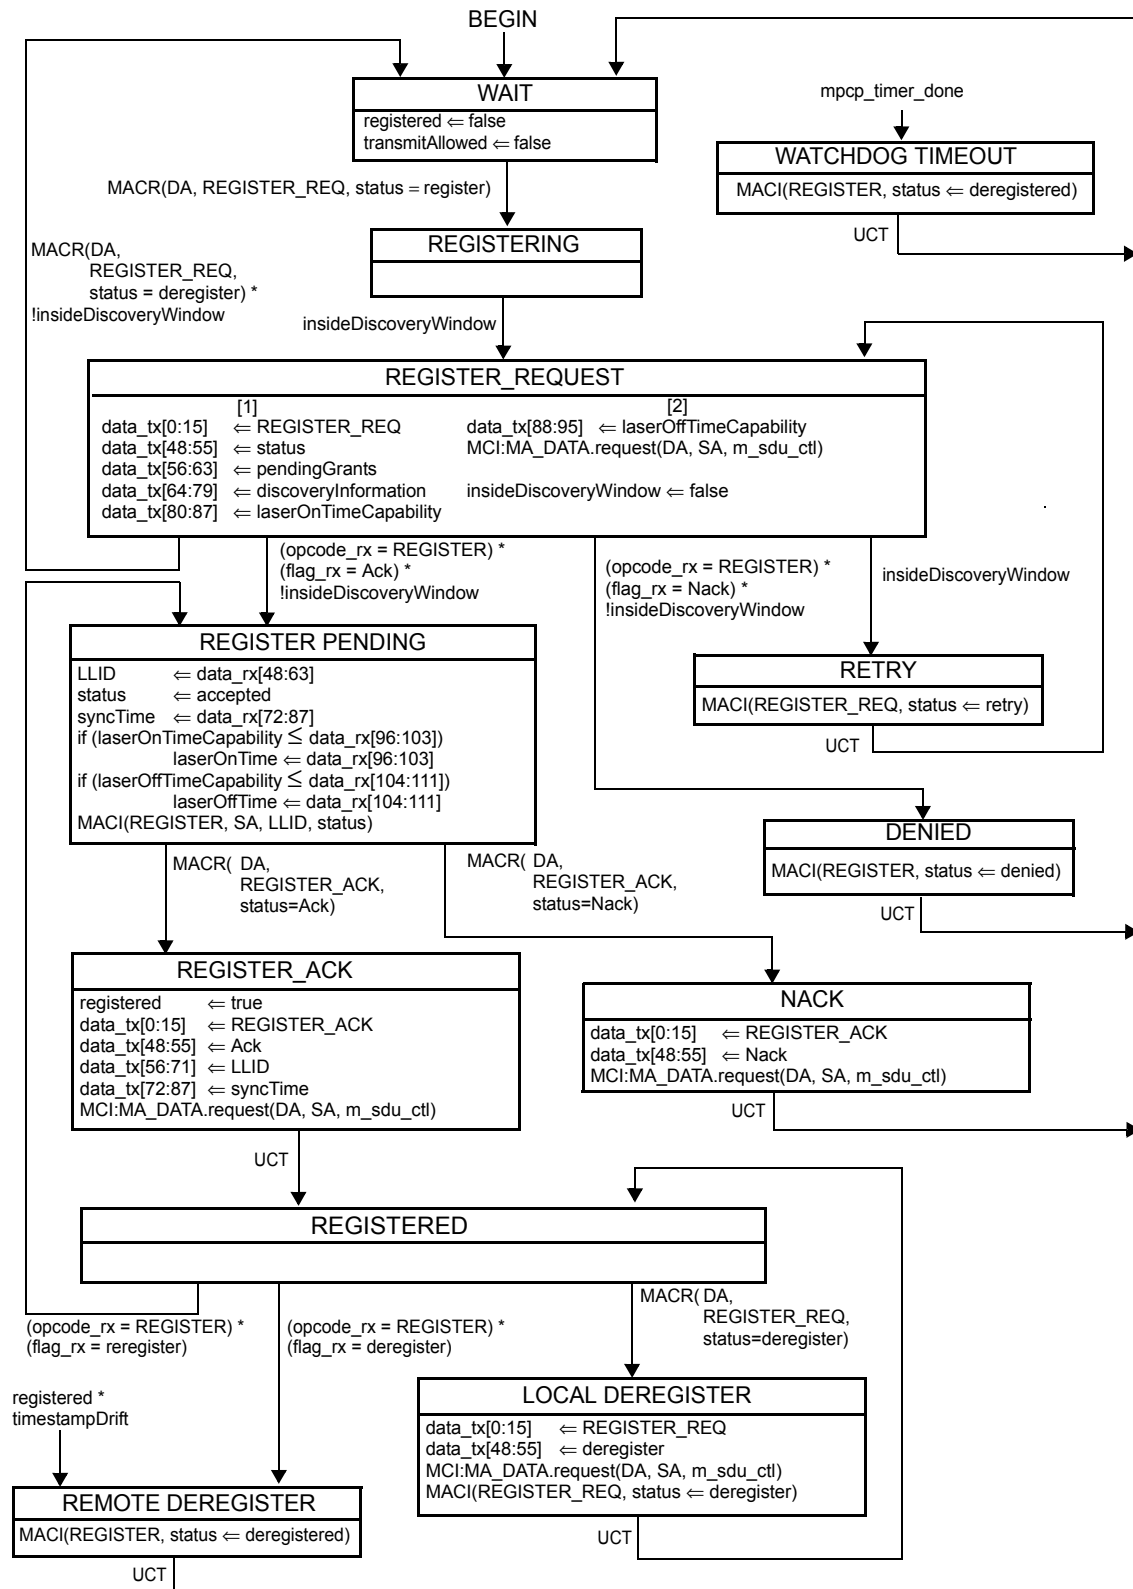 BEGIN
WAIT
registered ⇐ false
transmitAllowed ⇐ false
mpcp_timer_done
WATCHDOG TIMEOUT
MACI(REGISTER, status ⇐ deregistered)
UCT
MACR(DA, REGISTER_REQ, status = register)
REGISTERING
MACR(DA,
REGISTER_REQ,
status = deregister) *
!insideDiscoveryWindow
insideDiscoveryWindow
REGISTER_REQUEST
[1]
data_tx[0:15] ⇐ REGISTER_REQ
data_tx[48:55] ⇐ status
data_tx[56:63] ⇐ pendingGrants
data_tx[64:79] ⇐ discoveryInformation
data_tx[80:87] ⇐ laserOnTimeCapability
[2]
data_tx[88:95] ⇐ laserOffTimeCapability
MCI:MA_DATA.request(DA, SA, m_sdu_ctl)
insideDiscoveryWindow ⇐ false
(opcode_rx = REGISTER) *
(flag_rx = Ack) *
!insideDiscoveryWindow
(opcode_rx = REGISTER) *
(flag_rx = Nack) *
!insideDiscoveryWindow
insideDiscoveryWindow
REGISTER PENDING
LLID ⇐ data_rx[48:63]
status ⇐ accepted
syncTime ⇐ data_rx[72:87]
if (laserOnTimeCapability ≤ data_rx[96:103])
laserOnTime ⇐ data_rx[96:103]
if (laserOffTimeCapability ≤ data_rx[104:111])
laserOffTime ⇐ data_rx[104:111]
MACI(REGISTER, SA, LLID, status)
RETRY
MACI(REGISTER_REQ, status ⇐ retry)
UCT
DENIED
MACI(REGISTER, status ⇐ denied)
UCT
MACR( DA,
REGISTER_ACK,
status=Ack)
MACR( DA,
REGISTER_ACK,
status=Nack)
REGISTER_ACK
registered ⇐ true
data_tx[0:15] ⇐ REGISTER_ACK
data_tx[48:55] ⇐ Ack
data_tx[56:71] ⇐ LLID
data_tx[72:87] ⇐ syncTime
MCI:MA_DATA.request(DA, SA, m_sdu_ctl)
UCT
NACK
data_tx[0:15] ⇐ REGISTER_ACK
data_tx[48:55] ⇐ Nack
MCI:MA_DATA.request(DA, SA, m_sdu_ctl)
UCT
REGISTERED
(opcode_rx = REGISTER) *
(flag_rx = reregister)
(opcode_rx = REGISTER) *
(flag_rx = deregister)
MACR( DA,
REGISTER_REQ,
status=deregister)
registered *
timestampDrift
LOCAL DEREGISTER
data_tx[0:15] ⇐ REGISTER_REQ
data_tx[48:55] ⇐ deregister
MCI:MA_DATA.request(DA, SA, m_sdu_ctl)
MACI(REGISTER_REQ, status ⇐ deregister)
UCT
REMOTE DEREGISTER
MACI(REGISTER, status ⇐ deregistered)
UCT